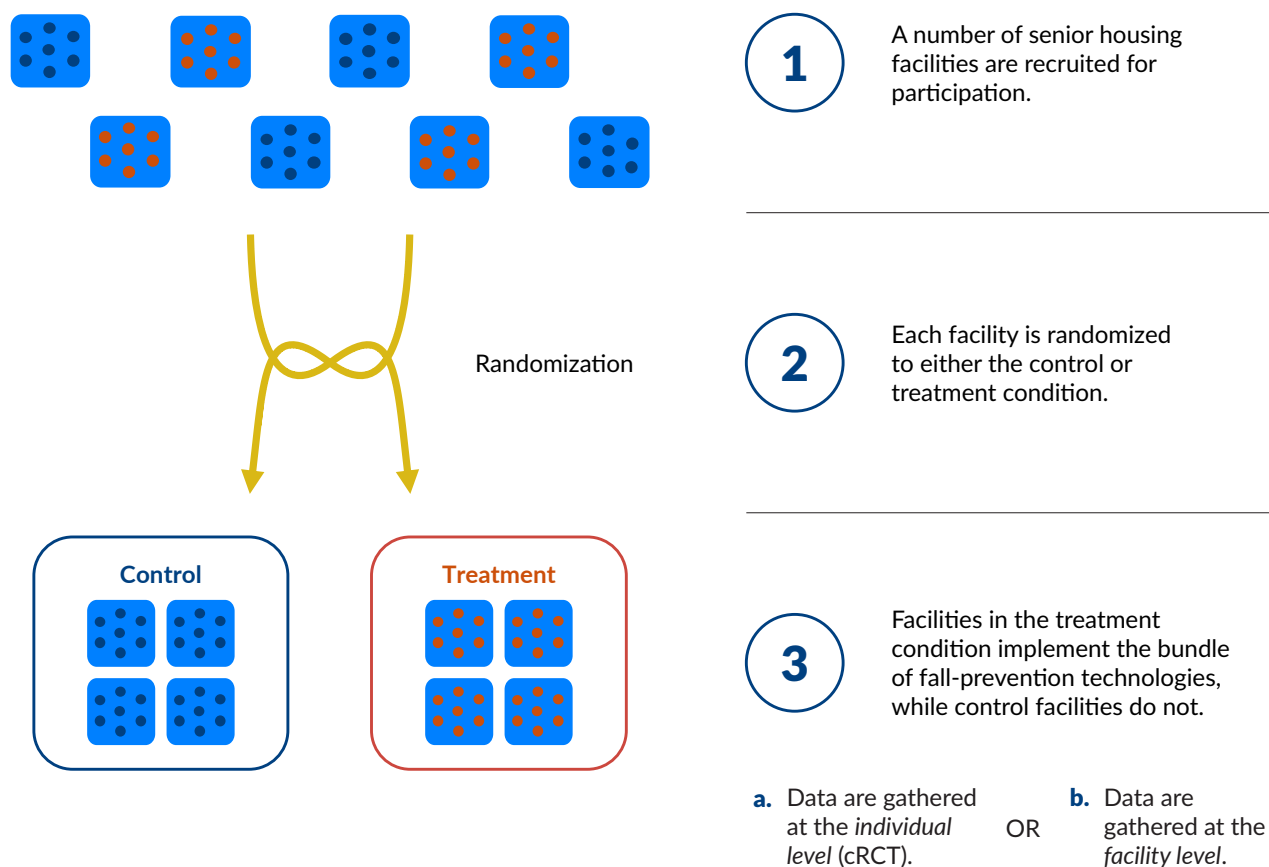 1
A number of senior housing
facilities are recruited for
participation.
Randomization
2
Each facility is randomized
to either the control or
treatment condition.
Control
Treatment
3
Facilities in the treatment
condition implement the bundle
of fall-prevention technologies,
while control facilities do not.
a. Data are gathered
at the individual
level (cRCT).
OR
b. Data are
gathered at the
facility level.